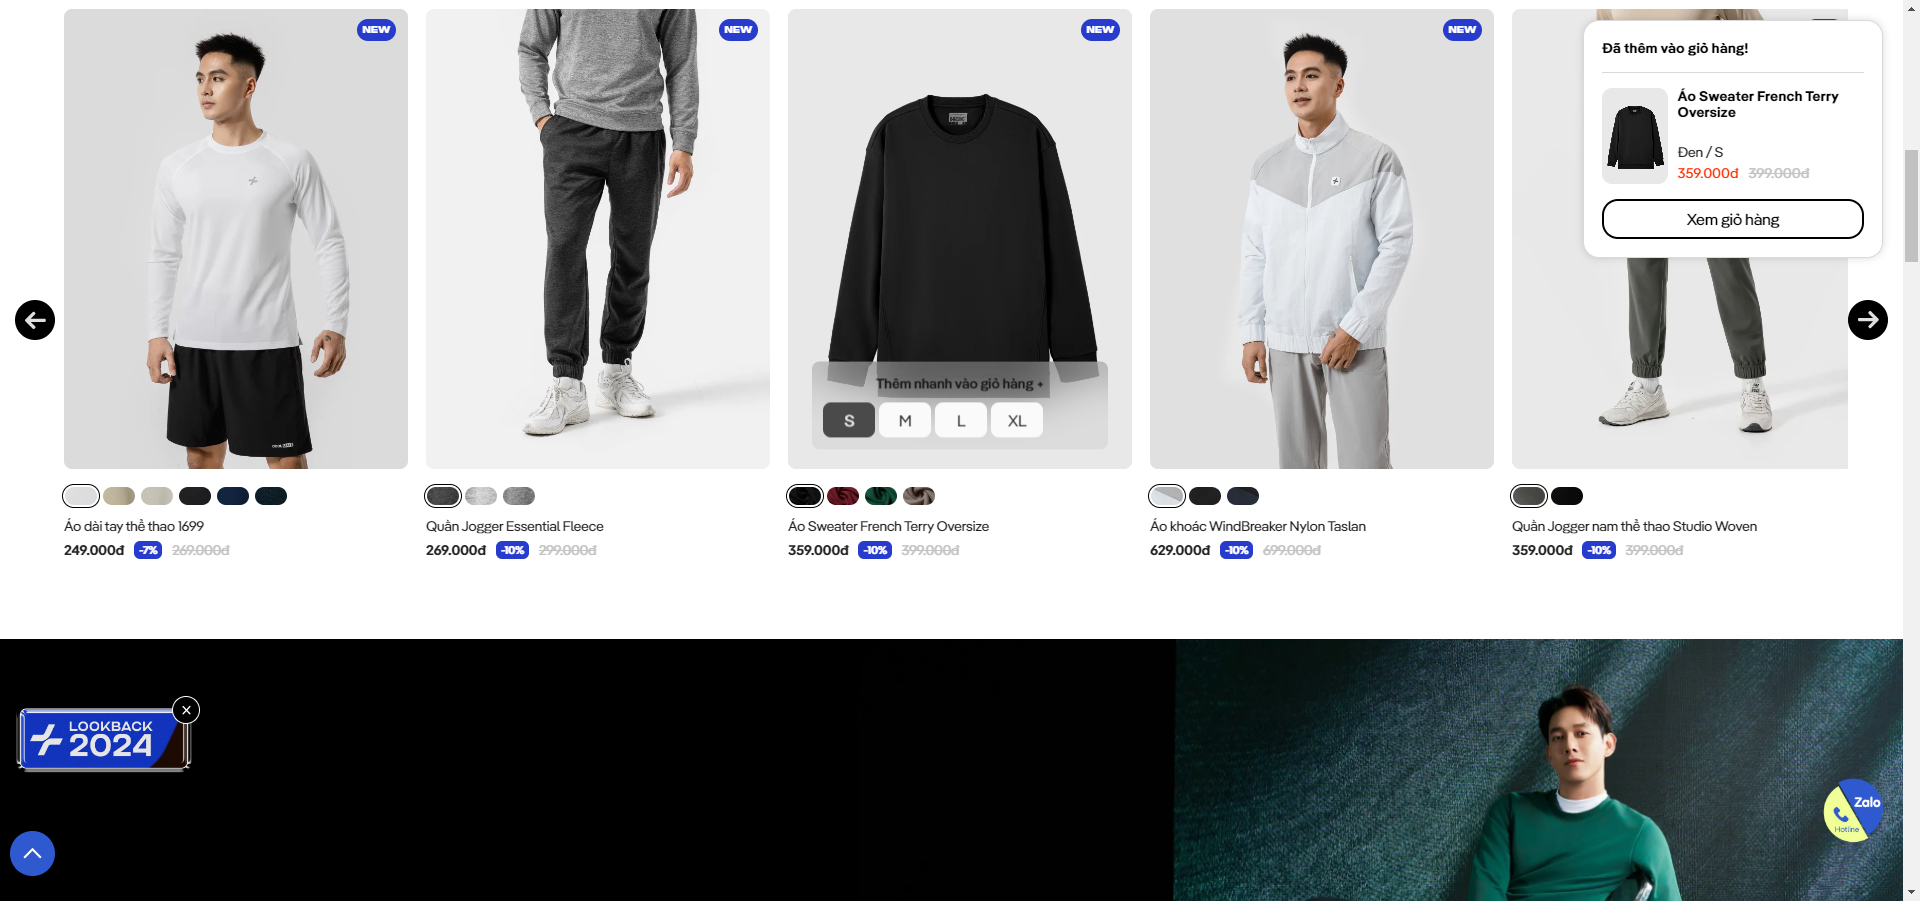 NEW
NEW
NEW
NEW
Đã thêm vào giỏ hàng!
Áo Sweater French Terry
Oversize
Đen / S
359.000đ 399.000đ
Xem giỏ hàng
Thêm nhanh vào giỏ hàng +
S M L XL
Áo dài tay thể thao 1699
249.000đ -7% 269.000đ
Quần Jogger Essential Fleece
269.000đ -10% 299.000đ
Áo Sweater French Terry Oversize
359.000đ -10% 399.000đ
Áo khoác WindBreaker Nylon Taslan
629.000đ -10% 699.000đ
Quần Jogger nam thể thao Studio Woven
359.000đ -10% 399.000đ
LOOKBACK
2024
Zalo
Hotline